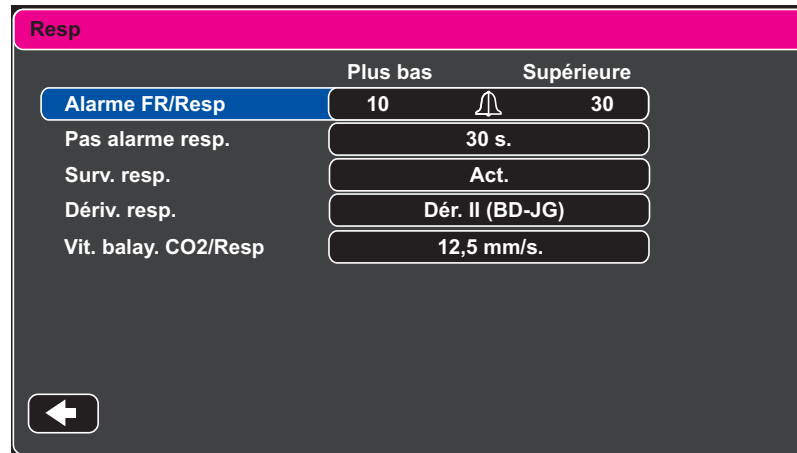 Resp
Plus bas Supérieure
Alarme FR/Resp 10 30
Pas alarme resp. 30 s.
Surv. resp. Act.
Dériv. resp. Dér. II (BD-JG)
Vit. balay. CO2/Resp 12,5 mm/s.